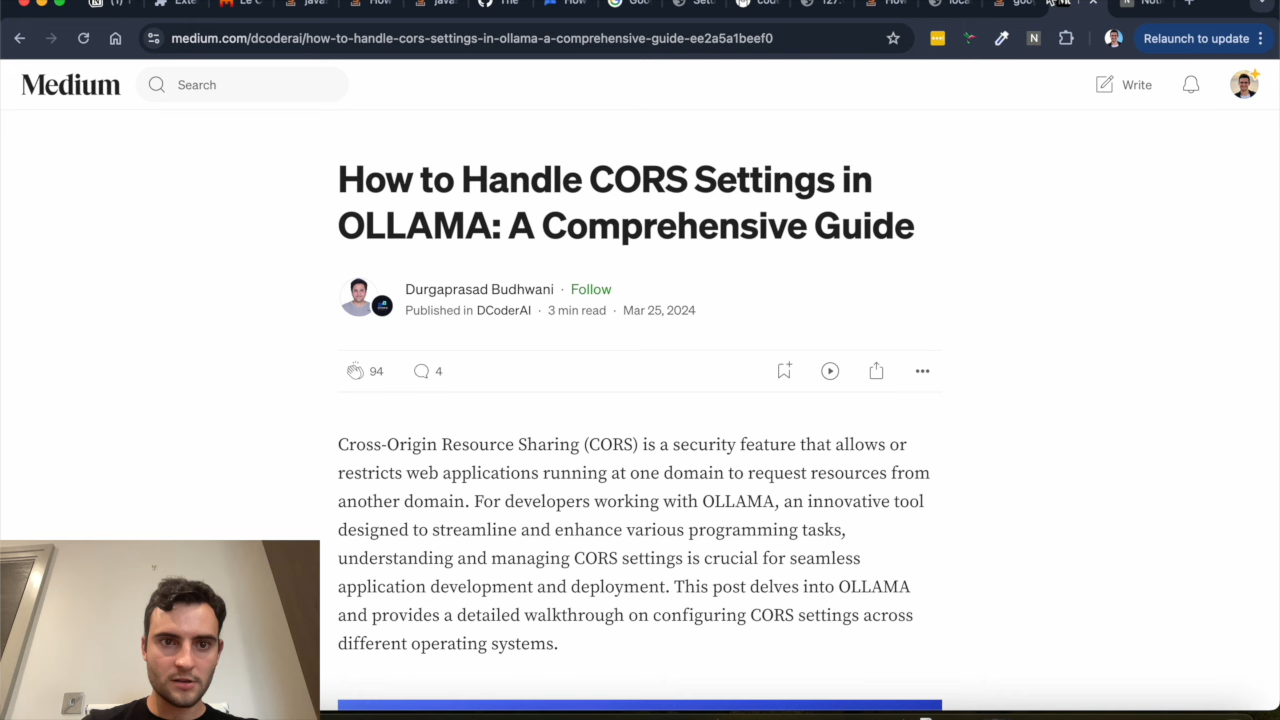 medium.com/dcoderai/how-to-handle-cors-settings-in-ollama-a-comprehensive-guide-ee2a5a1beef0
N
Relaunch to update
Medium
Search
Write
How to Handle CORS Settings in
OLLAMA: A Comprehensive Guide
Durgaprasad Budhwani · Follow
Published in DCoderAI · 3 min read · Mar 25, 2024
94
4
Cross-Origin Resource Sharing (CORS) is a security feature that allows or
restricts web applications running at one domain to request resources from
another domain. For developers working with OLLAMA, an innovative tool
designed to streamline and enhance various programming tasks,
understanding and managing CORS settings is crucial for seamless
application development and deployment. This post delves into OLLAMA
and provides a detailed walkthrough on configuring CORS settings across
different operating systems.